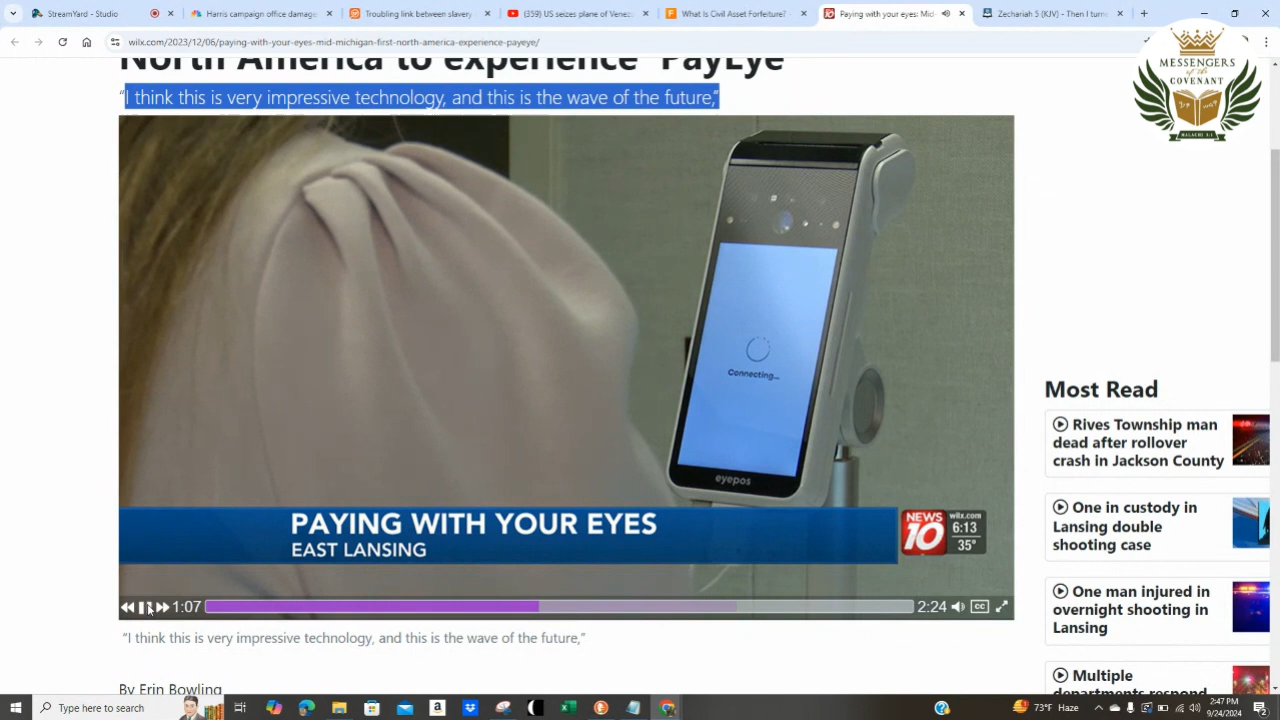 StreamYard - Studio
Harris campaign office damage
Troubling link between slavery
(359) US seizes plane of Venez
What Is Civil Asset Forfeiture? -
Paying with your eyes: Mid-
Zechariah 5 (KJV) - Then I turn
wilx.com/2023/12/06/paying-with-your-eyes-mid-michigan-first-north-america-experience-payeye/
MESSENGERS
of the
COVENANT
MALACHI 3:1
North America to experience 'PayEye'
“I think this is very impressive technology, and this is the wave of the future,”
Connecting...
eyepos
PAYING WITH YOUR EYES
EAST LANSING
NEWS
10
wilx.com
6:13
35°
1:07
2:24
CC
“I think this is very impressive technology, and this is the wave of the future,”
By Erin Bowling
Most Read
Rives Township man
dead after rollover
crash in Jackson County
One in custody in
Lansing double
shooting case
One man injured in
overnight shooting in
Lansing
Multiple
departments respond
Type here to search
73°F Haze
2:47 PM
9/24/2024